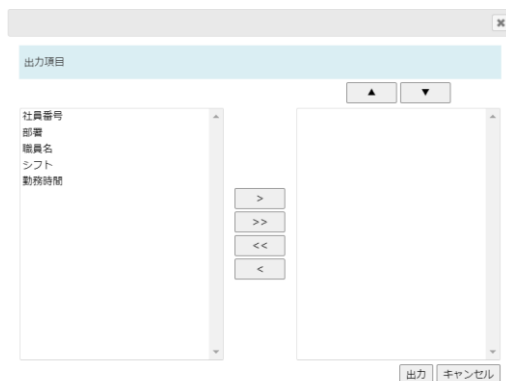 出力項目
▲ ▼
社員番号
部署
職員名
シフト
勤務時間
>
>>
<<
<
出力 キャンセル